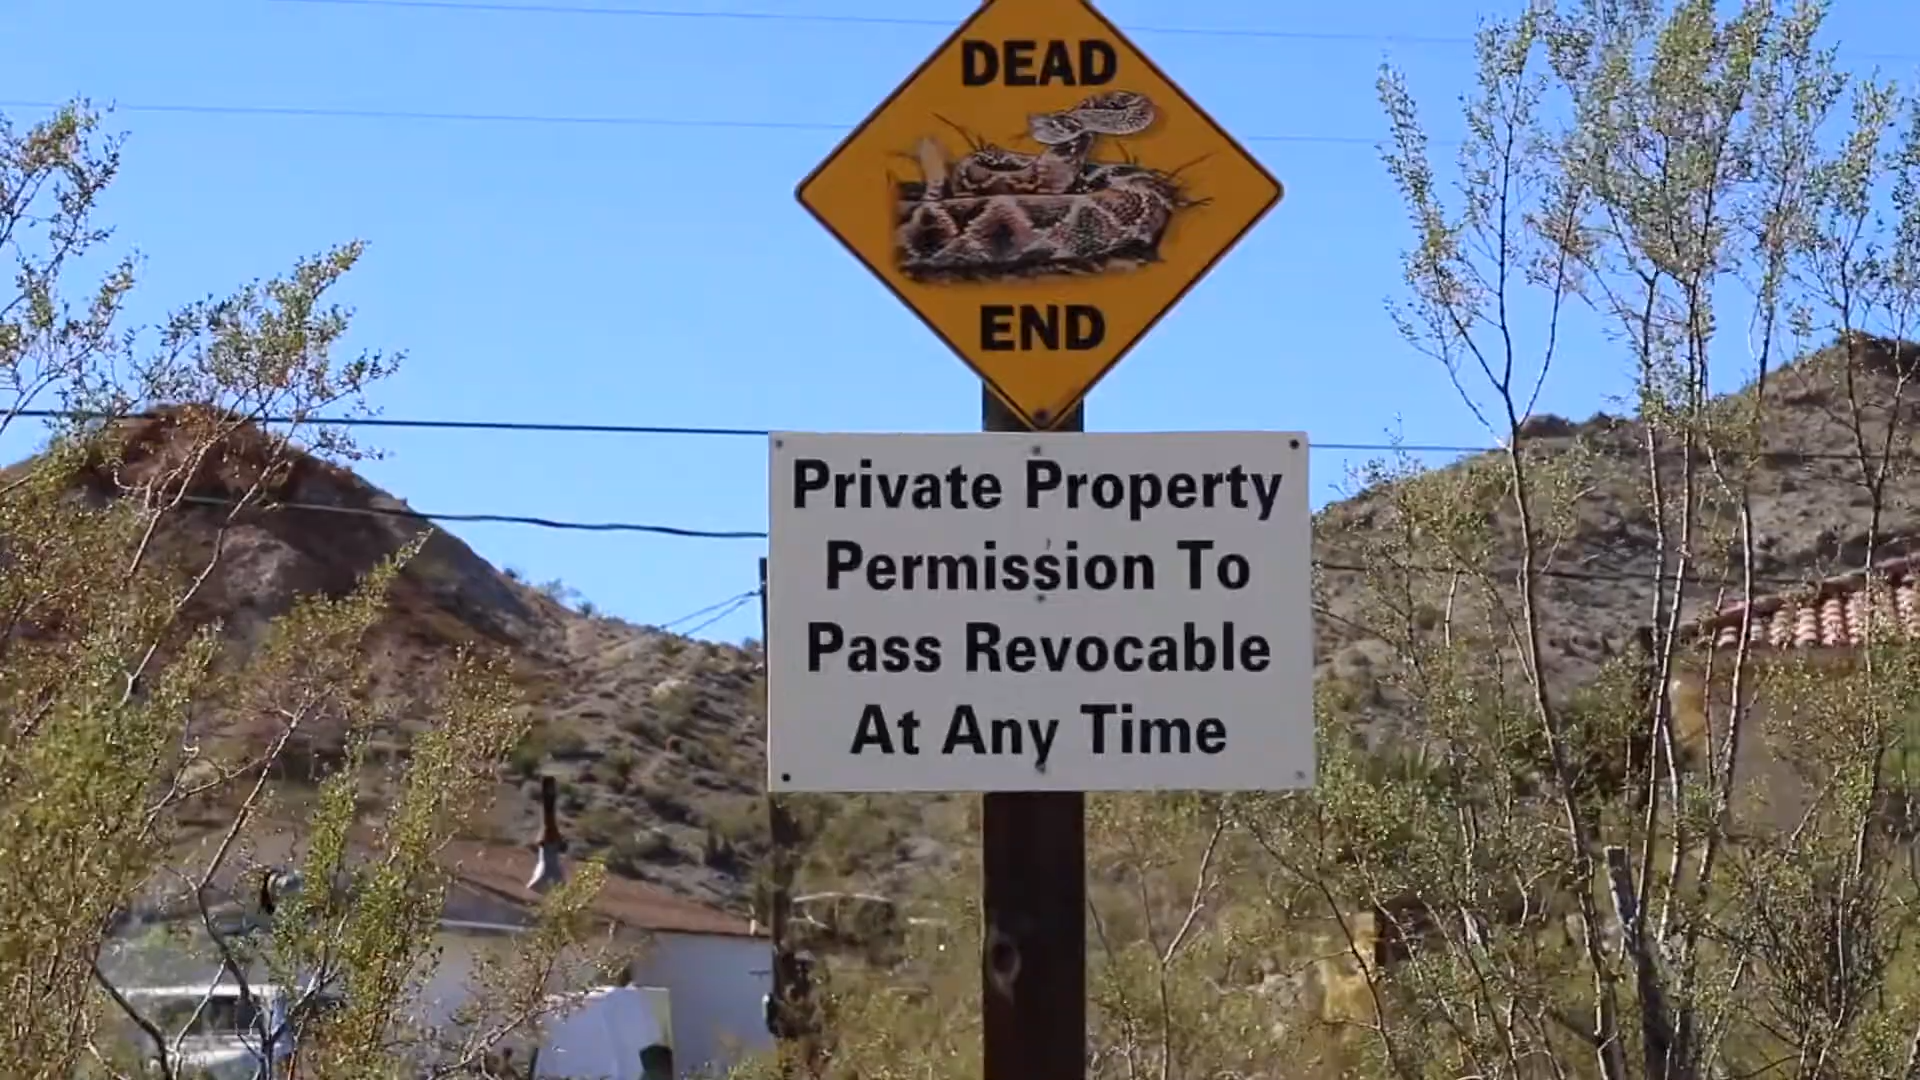 DEAD
END
Private Property
Permission To
Pass Revocable
At Any Time